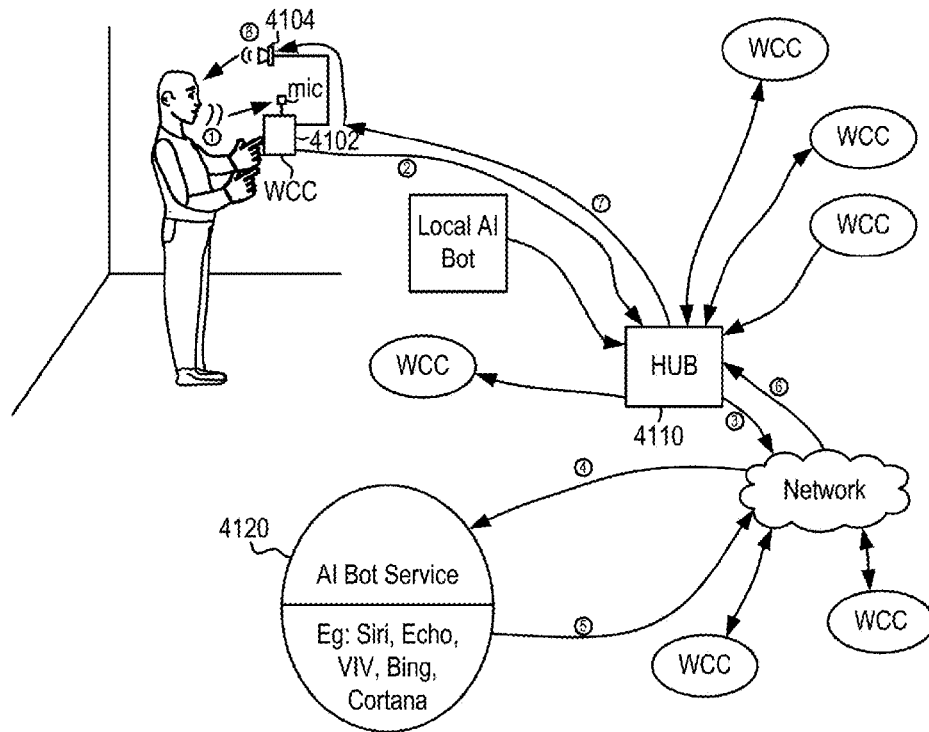 ⑧
4104
WCC
mic
①
4102
WCC
②
WCC
⑦
Local AI
Bot
WCC
WCC
HUB
⑥
4110
③
④
Network
4120
AI Bot Service
⑤
Eg: Siri, Echo,
VIV, Bing,
Cortana
WCC
WCC